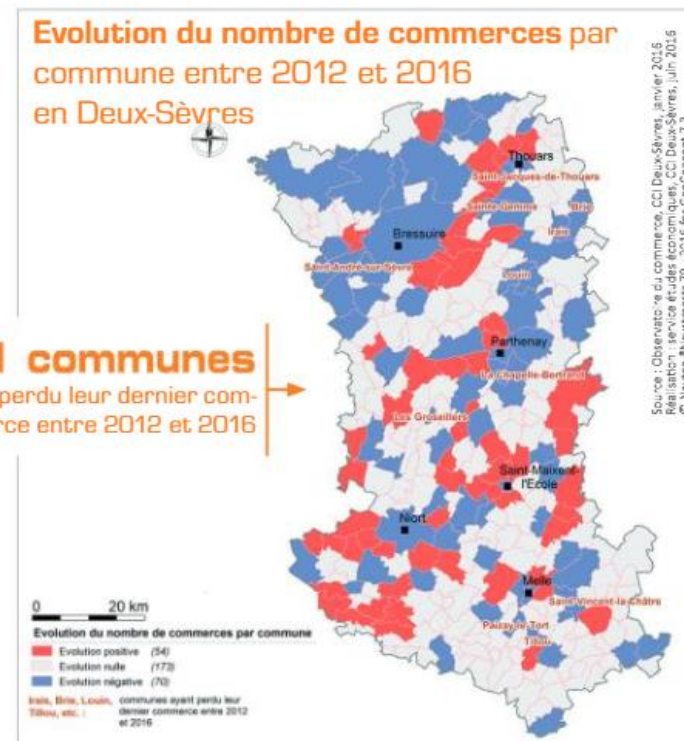 Evolution du nombre de commerces par
commune entre 2012 et 2016
en Deux-Sèvres
communes
perdu leur dernier com-
rce entre 2012 et 2016
Thouars
Saint-Jacques-de-Thouars
Sainte-Gemme
Brie
Irais
Bressuire
Saint-André-sur-Sèvre
Louin
Parthenay
La Chapelle-Bertrand
Les Groseillers
Saint-Maixent-
l'Ecole
Niort
Melle
Saint-Vincent-la-Châtre
Paizay-le-Tort
Tillou
0 20 km
Evolution du nombre de commerces par commune
Evolution positive (54)
Evolution nulle (173)
Evolution négative (70)
Irais, Brie, Louin, communes ayant perdu leur
Tillou, etc. : dernier commerce entre 2012
et 2016
Source : Observatoire du commerce, CCI Deux-Sèvres, janvier 2016
Réalisation : service études économiques, CCI Deux-Sèvres, juin 2016